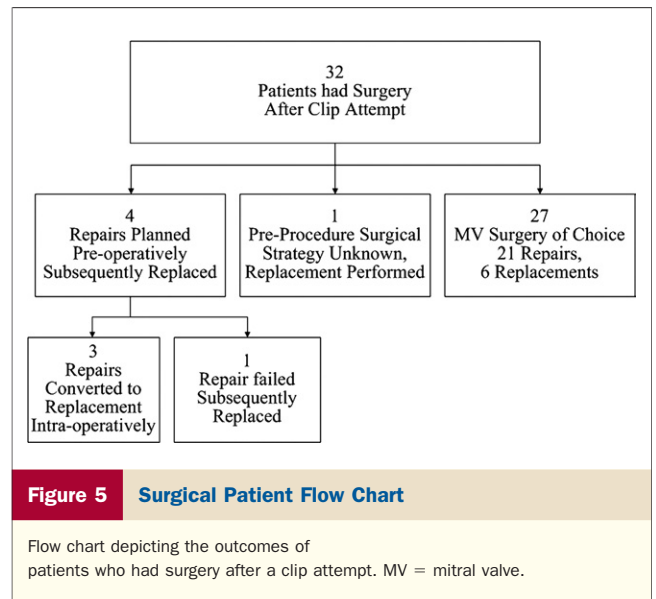 32
Patients had Surgery
After Clip Attempt
4
Repairs Planned
Pre-operatively
Subsequently Replaced
1
Pre-Procedure Surgical
Strategy Unknown,
Replacement Performed
27
MV Surgery of Choice
21 Repairs,
6 Replacements
3
Repairs
Converted to
Replacement
Intra-operatively
1
Repair failed
Subsequently
Replaced
Figure 5 Surgical Patient Flow Chart
Flow chart depicting the outcomes of
patients who had surgery after a clip attempt. MV = mitral valve.